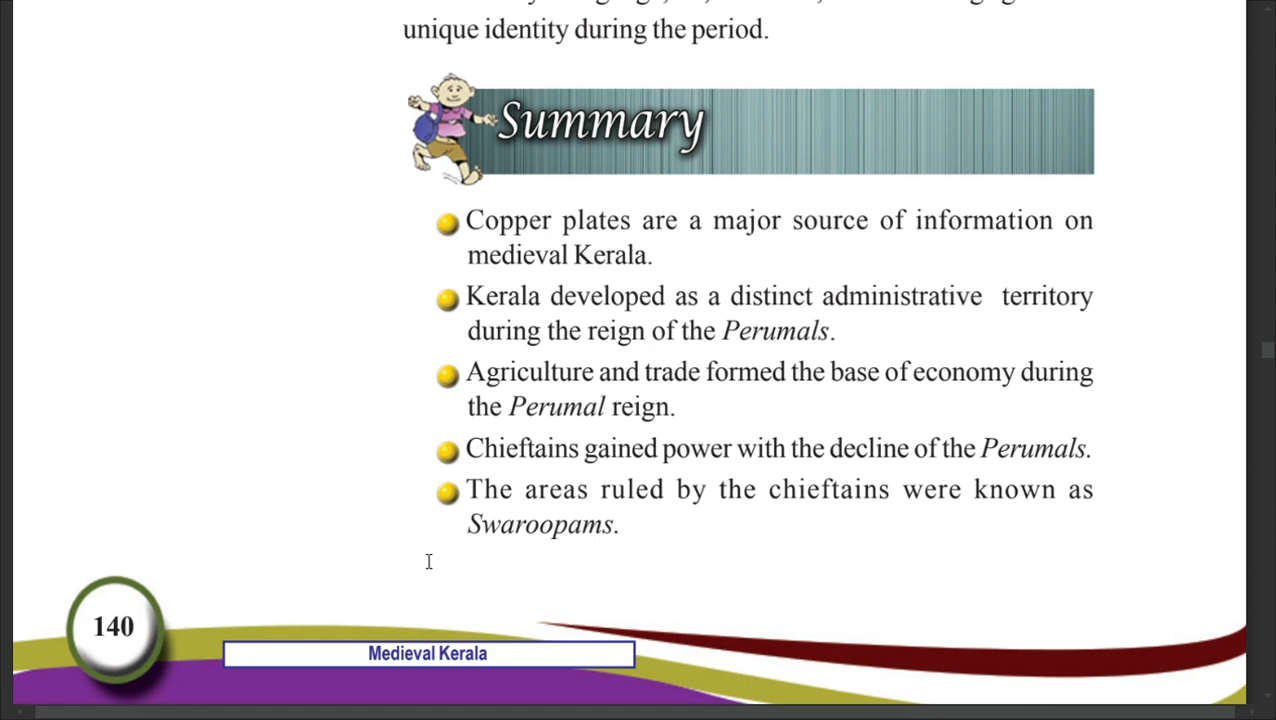 unique identity during the period.
Summary
Copper plates are a major source of information on
medieval Kerala.
Kerala developed as a distinct administrative territory
during the reign of the Perumals.
Agriculture and trade formed the base of economy during
the Perumal reign.
Chieftains gained power with the decline of the Perumals.
The areas ruled by the chieftains were known as
Swaroopams.
140
Medieval Kerala